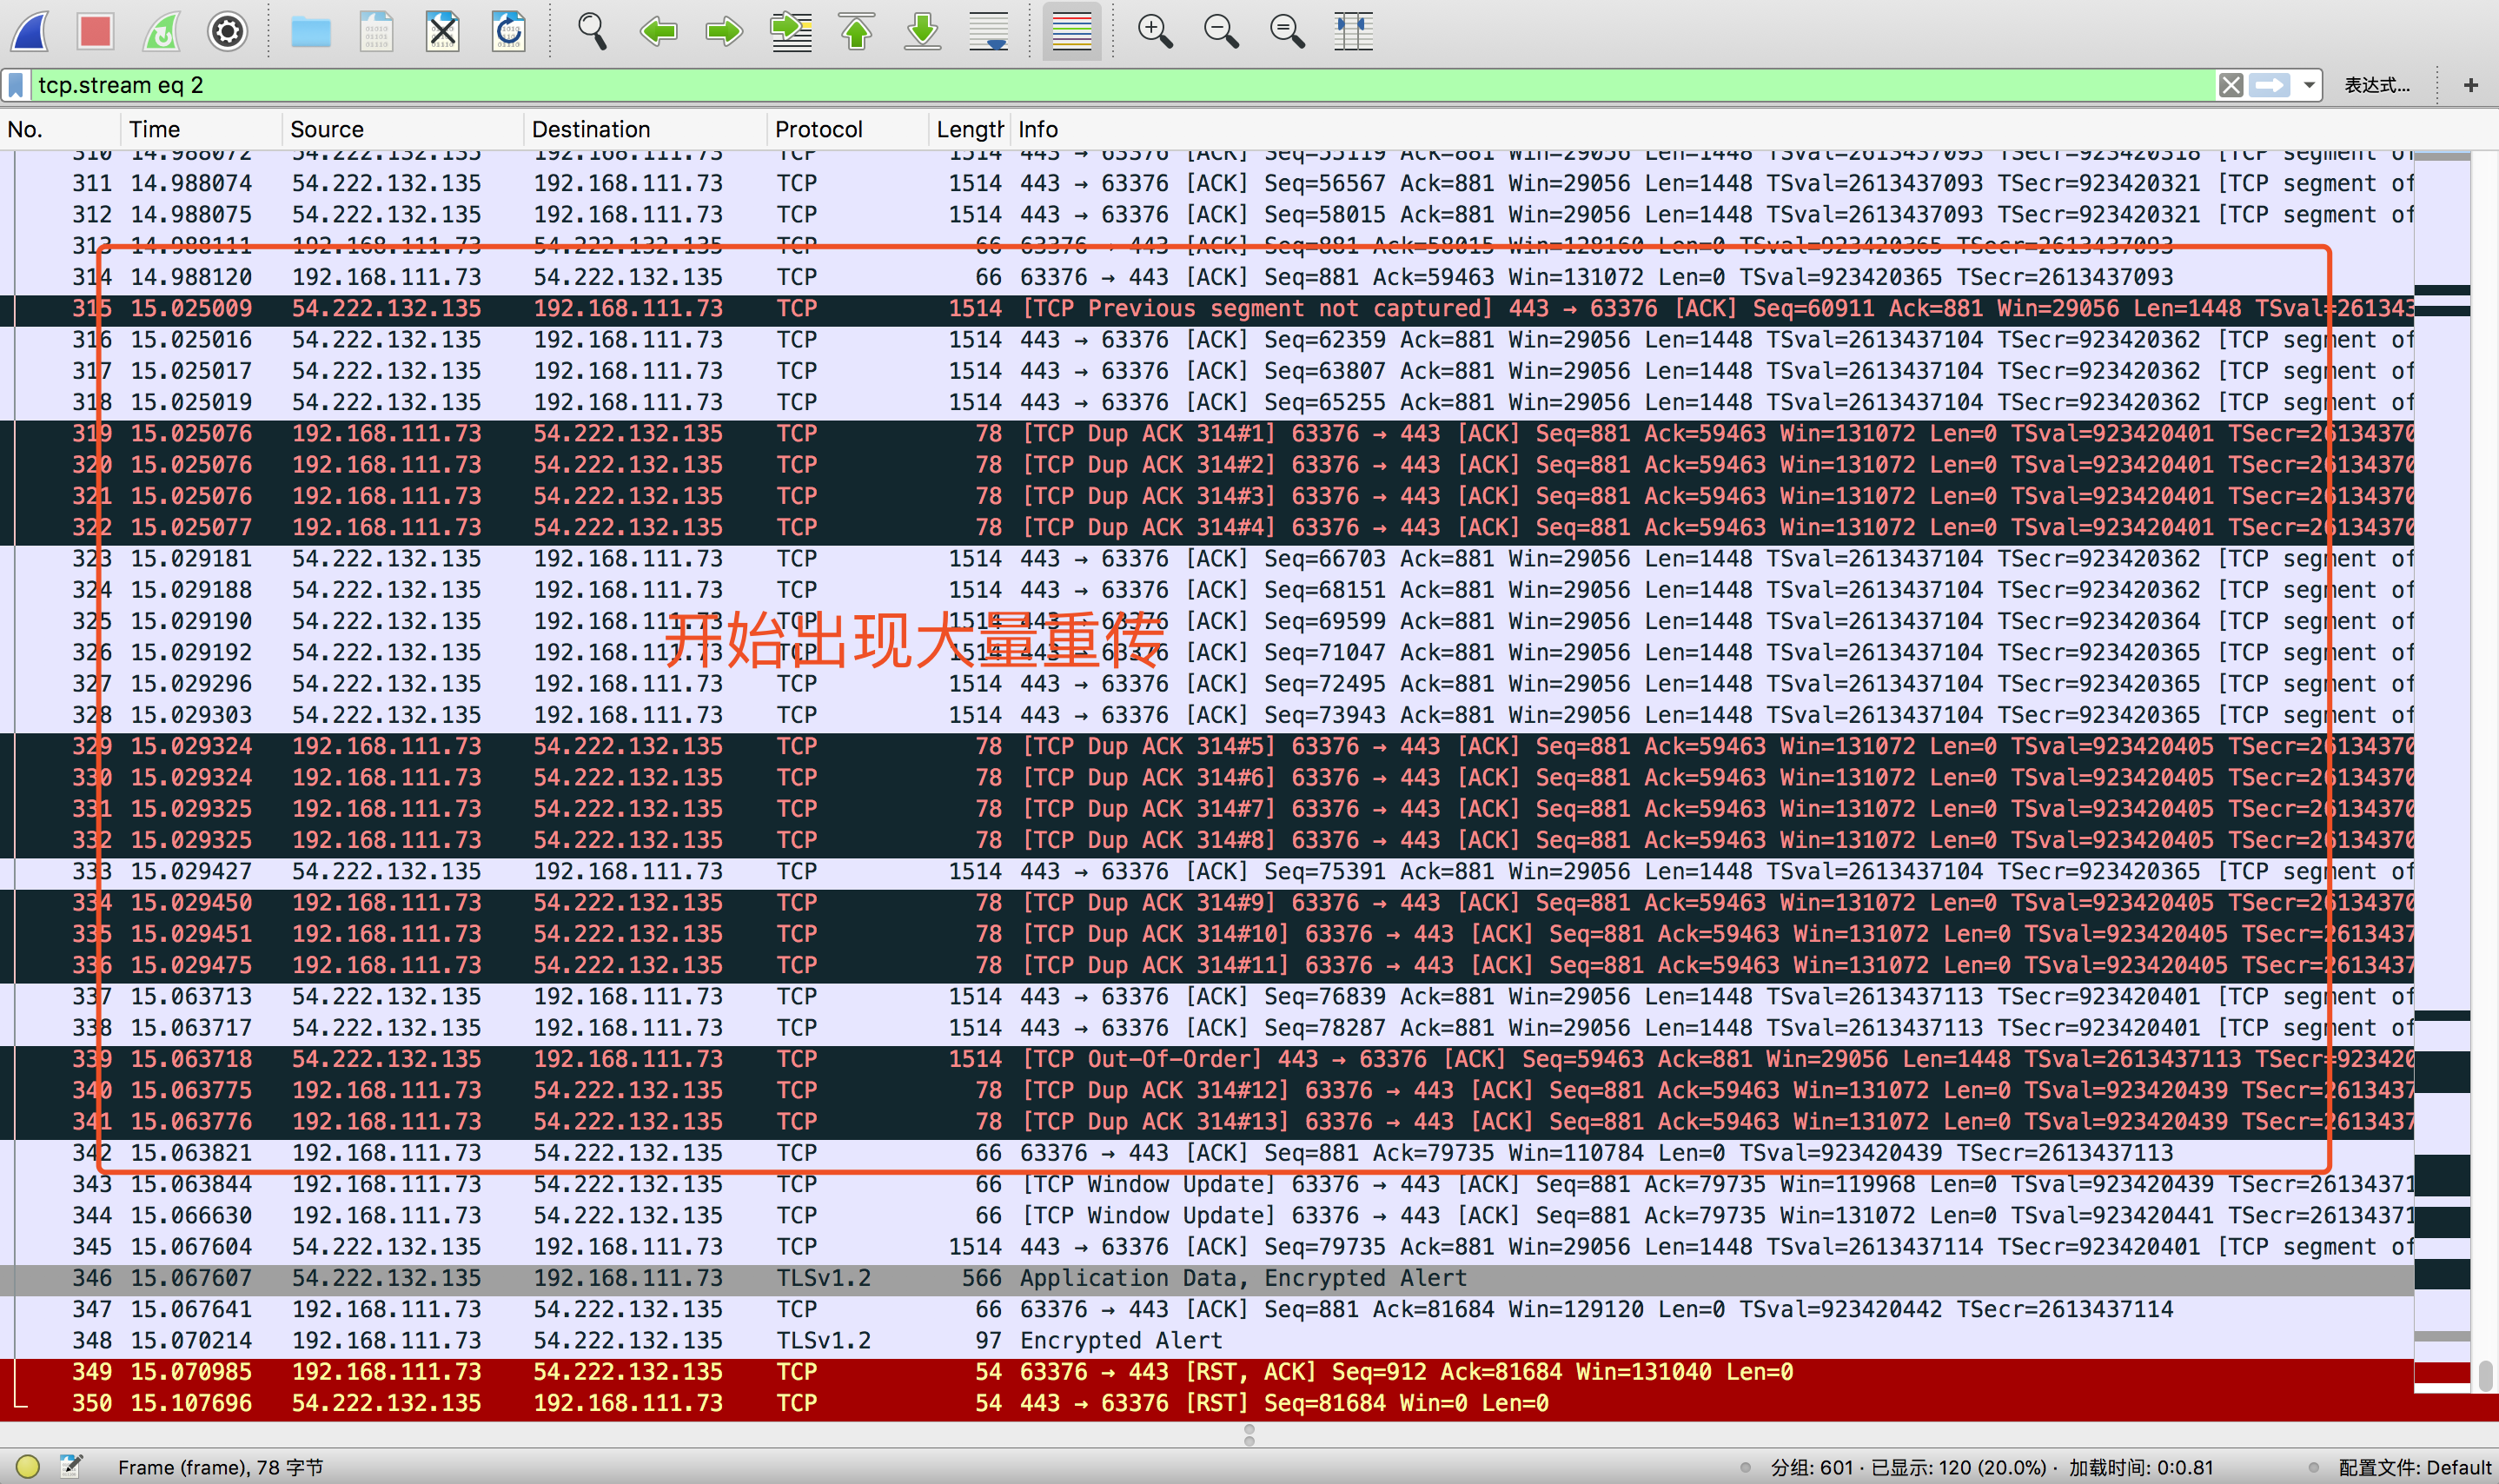 tcp.stream eq 2
表达式...
+
No. Time Source Destination Protocol Length Info
310 14.988072 54.222.132.135 192.168.111.73 TCP 1514 443 → 63376 [ACK] Seq=55119 Ack=881 Win=29056 Len=1448 TSval=2613437093 TSecr=923420318 [TCP segment of
311 14.988074 54.222.132.135 192.168.111.73 TCP 1514 443 → 63376 [ACK] Seq=56567 Ack=881 Win=29056 Len=1448 TSval=2613437093 TSecr=923420321 [TCP segment of
312 14.988075 54.222.132.135 192.168.111.73 TCP 1514 443 → 63376 [ACK] Seq=58015 Ack=881 Win=29056 Len=1448 TSval=2613437093 TSecr=923420321 [TCP segment of
313 14.988111 192.168.111.73 54.222.132.135 TCP 66 63376 → 443 [ACK] Seq=881 Ack=58015 Win=128160 Len=0 TSval=923420365 TSecr=2613437093
314 14.988120 192.168.111.73 54.222.132.135 TCP 66 63376 → 443 [ACK] Seq=881 Ack=59463 Win=131072 Len=0 TSval=923420365 TSecr=2613437093
315 15.025009 54.222.132.135 192.168.111.73 TCP 1514 [TCP Previous segment not captured] 443 → 63376 [ACK] Seq=60911 Ack=881 Win=29056 Len=1448 TSval=261343
316 15.025016 54.222.132.135 192.168.111.73 TCP 1514 443 → 63376 [ACK] Seq=62359 Ack=881 Win=29056 Len=1448 TSval=2613437104 TSecr=923420362 [TCP segment of
317 15.025017 54.222.132.135 192.168.111.73 TCP 1514 443 → 63376 [ACK] Seq=63807 Ack=881 Win=29056 Len=1448 TSval=2613437104 TSecr=923420362 [TCP segment of
318 15.025019 54.222.132.135 192.168.111.73 TCP 1514 443 → 63376 [ACK] Seq=65255 Ack=881 Win=29056 Len=1448 TSval=2613437104 TSecr=923420362 [TCP segment of
319 15.025076 192.168.111.73 54.222.132.135 TCP 78 [TCP Dup ACK 314#1] 63376 → 443 [ACK] Seq=881 Ack=59463 Win=131072 Len=0 TSval=923420401 TSecr=26134370
320 15.025076 192.168.111.73 54.222.132.135 TCP 78 [TCP Dup ACK 314#2] 63376 → 443 [ACK] Seq=881 Ack=59463 Win=131072 Len=0 TSval=923420401 TSecr=26134370
321 15.025076 192.168.111.73 54.222.132.135 TCP 78 [TCP Dup ACK 314#3] 63376 → 443 [ACK] Seq=881 Ack=59463 Win=131072 Len=0 TSval=923420401 TSecr=26134370
322 15.025077 192.168.111.73 54.222.132.135 TCP 78 [TCP Dup ACK 314#4] 63376 → 443 [ACK] Seq=881 Ack=59463 Win=131072 Len=0 TSval=923420401 TSecr=26134370
323 15.029181 54.222.132.135 192.168.111.73 TCP 1514 443 → 63376 [ACK] Seq=66703 Ack=881 Win=29056 Len=1448 TSval=2613437104 TSecr=923420362 [TCP segment of
324 15.029188 54.222.132.135 192.168.111.73 TCP 1514 443 → 63376 [ACK] Seq=68151 Ack=881 Win=29056 Len=1448 TSval=2613437104 TSecr=923420362 [TCP segment of
325 15.029190 54.222.132.135 192.168.111.73 TCP 1514 443 → 63376 [ACK] Seq=69599 Ack=881 Win=29056 Len=1448 TSval=2613437104 TSecr=923420364 [TCP segment of
开始出现大量重传
326 15.029192 54.222.132.135 192.168.111.73 TCP 1514 443 → 63376 [ACK] Seq=71047 Ack=881 Win=29056 Len=1448 TSval=2613437104 TSecr=923420365 [TCP segment of
327 15.029296 54.222.132.135 192.168.111.73 TCP 1514 443 → 63376 [ACK] Seq=72495 Ack=881 Win=29056 Len=1448 TSval=2613437104 TSecr=923420365 [TCP segment of
328 15.029303 54.222.132.135 192.168.111.73 TCP 1514 443 → 63376 [ACK] Seq=73943 Ack=881 Win=29056 Len=1448 TSval=2613437104 TSecr=923420365 [TCP segment of
329 15.029324 192.168.111.73 54.222.132.135 TCP 78 [TCP Dup ACK 314#5] 63376 → 443 [ACK] Seq=881 Ack=59463 Win=131072 Len=0 TSval=923420405 TSecr=26134370
330 15.029324 192.168.111.73 54.222.132.135 TCP 78 [TCP Dup ACK 314#6] 63376 → 443 [ACK] Seq=881 Ack=59463 Win=131072 Len=0 TSval=923420405 TSecr=26134370
331 15.029325 192.168.111.73 54.222.132.135 TCP 78 [TCP Dup ACK 314#7] 63376 → 443 [ACK] Seq=881 Ack=59463 Win=131072 Len=0 TSval=923420405 TSecr=26134370
332 15.029325 192.168.111.73 54.222.132.135 TCP 78 [TCP Dup ACK 314#8] 63376 → 443 [ACK] Seq=881 Ack=59463 Win=131072 Len=0 TSval=923420405 TSecr=26134370
333 15.029427 54.222.132.135 192.168.111.73 TCP 1514 443 → 63376 [ACK] Seq=75391 Ack=881 Win=29056 Len=1448 TSval=2613437104 TSecr=923420365 [TCP segment of
334 15.029450 192.168.111.73 54.222.132.135 TCP 78 [TCP Dup ACK 314#9] 63376 → 443 [ACK] Seq=881 Ack=59463 Win=131072 Len=0 TSval=923420405 TSecr=26134370
335 15.029451 192.168.111.73 54.222.132.135 TCP 78 [TCP Dup ACK 314#10] 63376 → 443 [ACK] Seq=881 Ack=59463 Win=131072 Len=0 TSval=923420405 TSecr=2613437
336 15.029475 192.168.111.73 54.222.132.135 TCP 78 [TCP Dup ACK 314#11] 63376 → 443 [ACK] Seq=881 Ack=59463 Win=131072 Len=0 TSval=923420405 TSecr=2613437
337 15.063713 54.222.132.135 192.168.111.73 TCP 1514 443 → 63376 [ACK] Seq=76839 Ack=881 Win=29056 Len=1448 TSval=2613437113 TSecr=923420401 [TCP segment of
338 15.063717 54.222.132.135 192.168.111.73 TCP 1514 443 → 63376 [ACK] Seq=78287 Ack=881 Win=29056 Len=1448 TSval=2613437113 TSecr=923420401 [TCP segment of
339 15.063718 54.222.132.135 192.168.111.73 TCP 1514 [TCP Out-Of-Order] 443 → 63376 [ACK] Seq=59463 Ack=881 Win=29056 Len=1448 TSval=2613437113 TSecr=923420
340 15.063775 192.168.111.73 54.222.132.135 TCP 78 [TCP Dup ACK 314#12] 63376 → 443 [ACK] Seq=881 Ack=59463 Win=131072 Len=0 TSval=923420439 TSecr=2613437
341 15.063776 192.168.111.73 54.222.132.135 TCP 78 [TCP Dup ACK 314#13] 63376 → 443 [ACK] Seq=881 Ack=59463 Win=131072 Len=0 TSval=923420439 TSecr=2613437
342 15.063821 192.168.111.73 54.222.132.135 TCP 66 63376 → 443 [ACK] Seq=881 Ack=79735 Win=110784 Len=0 TSval=923420439 TSecr=2613437113
343 15.063844 192.168.111.73 54.222.132.135 TCP 66 [TCP Window Update] 63376 → 443 [ACK] Seq=881 Ack=79735 Win=119968 Len=0 TSval=923420439 TSecr=26134371
344 15.066630 192.168.111.73 54.222.132.135 TCP 66 [TCP Window Update] 63376 → 443 [ACK] Seq=881 Ack=79735 Win=131072 Len=0 TSval=923420441 TSecr=26134371
345 15.067604 54.222.132.135 192.168.111.73 TCP 1514 443 → 63376 [ACK] Seq=79735 Ack=881 Win=29056 Len=1448 TSval=2613437114 TSecr=923420401 [TCP segment of
346 15.067607 54.222.132.135 192.168.111.73 TLSv1.2 566 Application Data, Encrypted Alert
347 15.067641 192.168.111.73 54.222.132.135 TCP 66 63376 → 443 [ACK] Seq=881 Ack=81684 Win=129120 Len=0 TSval=923420442 TSecr=2613437114
348 15.070214 192.168.111.73 54.222.132.135 TLSv1.2 97 Encrypted Alert
349 15.070985 192.168.111.73 54.222.132.135 TCP 54 63376 → 443 [RST, ACK] Seq=912 Ack=81684 Win=131040 Len=0
350 15.107696 54.222.132.135 192.168.111.73 TCP 54 443 → 63376 [RST] Seq=81684 Win=0 Len=0
Frame (frame), 78 字节
分组: 601 · 已显示: 120 (20.0%) · 加载时间: 0:0.81
配置文件: Default